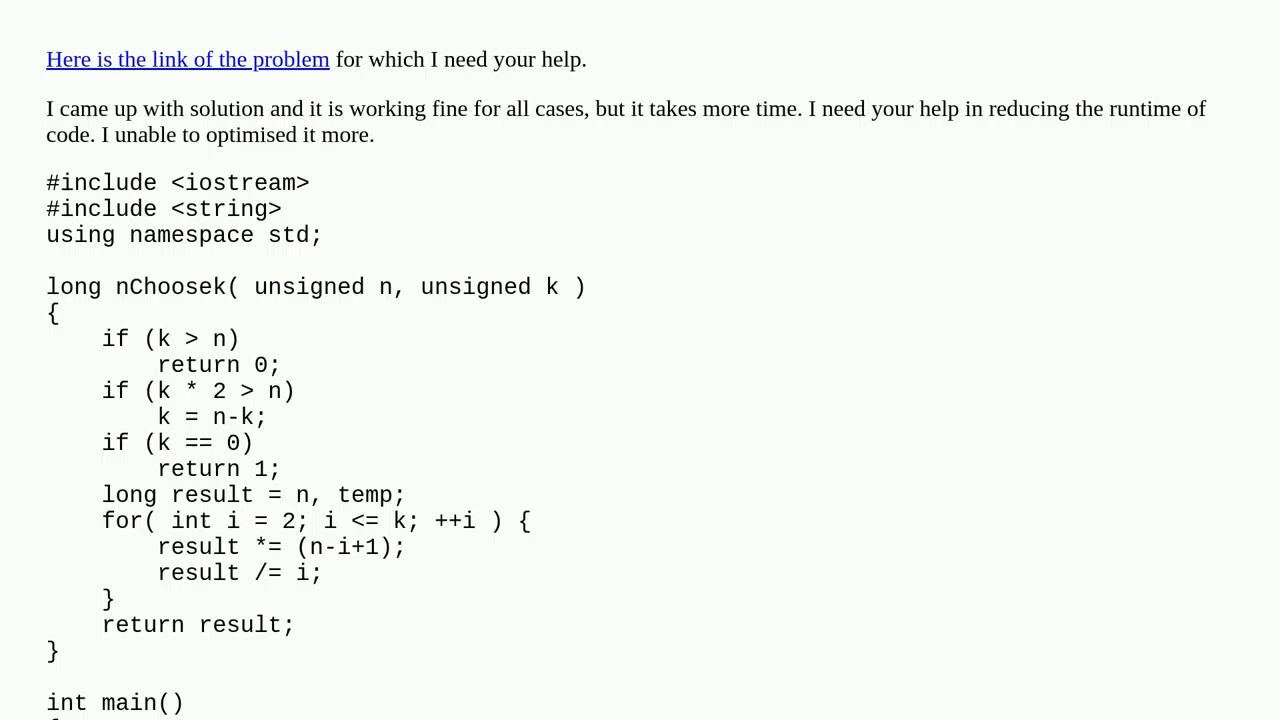 Here is the link of the problem for which I need your help.
I came up with solution and it is working fine for all cases, but it takes more time. I need your help in reducing the runtime of
code. I unable to optimised it more.
#include <iostream>
#include <string>
using namespace std;
long nChoosek( unsigned n, unsigned k )
{
    if (k > n)
        return 0;
    if (k * 2 > n)
        k = n-k;
    if (k == 0)
        return 1;
    long result = n, temp;
    for( int i = 2; i <= k; ++i ) {
        result *= (n-i+1);
        result /= i;
    }
    return result;
}
int main()